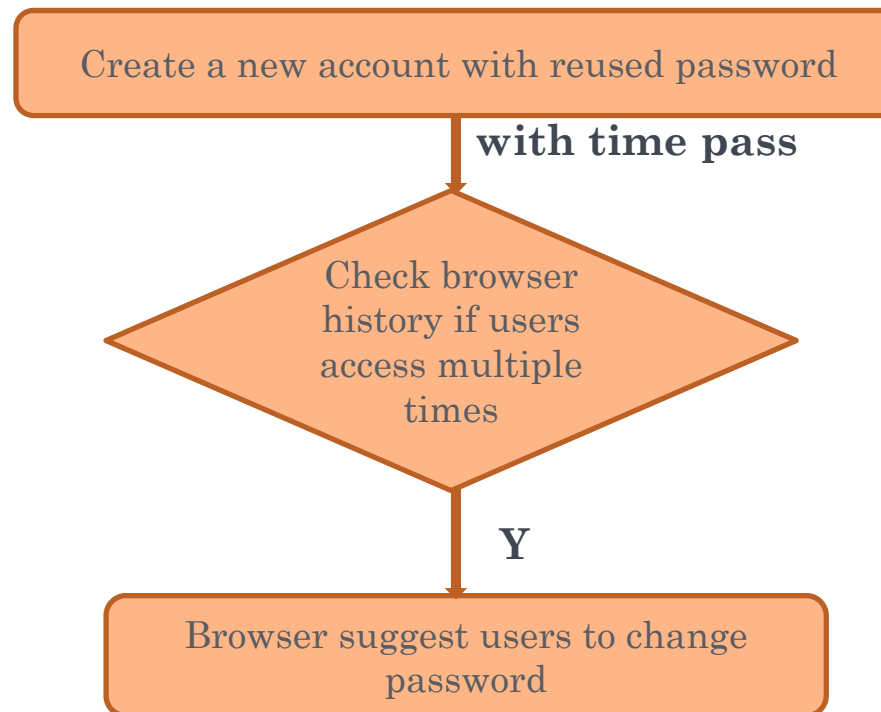 Create a new account with reused password
with time pass
Check browser
history if users
access multiple
times
Y
Browser suggest users to change
password